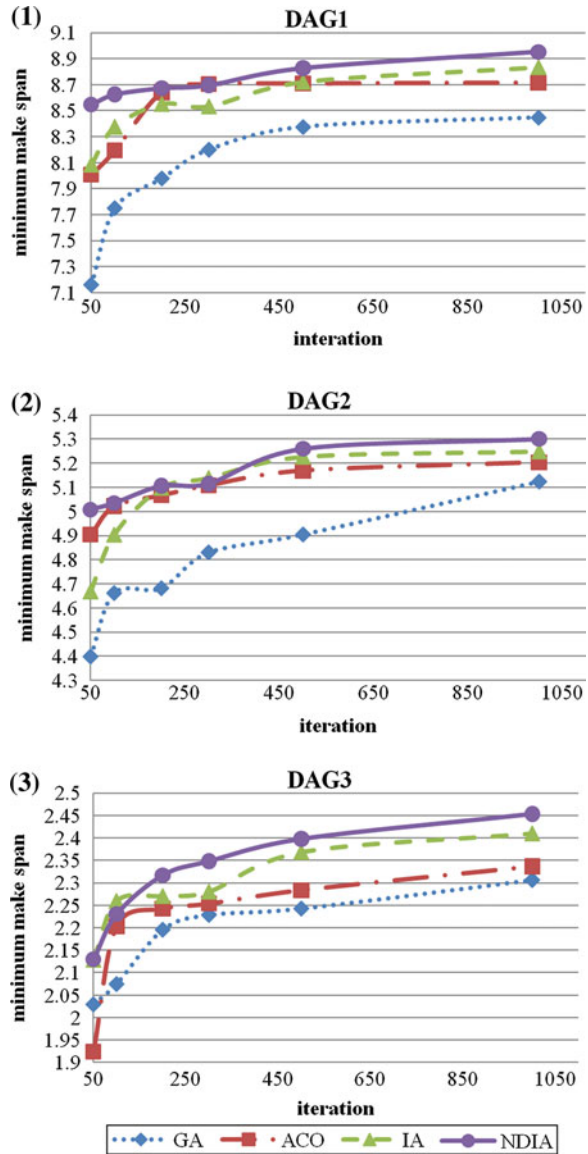 (1) DAG1
9.1
8.9
8.7
8.5
8.3
8.1
7.9
7.7
7.5
7.3
7.1
minimum make span
50 250 450 650 850 1050
interation
(2) DAG2
5.4
5.3
5.2
5.1
5
4.9
4.8
4.7
4.6
4.5
4.4
4.3
minimum make span
50 250 450 650 850 1050
iteration
(3) DAG3
2.5
2.45
2.4
2.35
2.3
2.25
2.2
2.15
2.1
2.05
2
1.95
1.9
minimum make span
50 250 450 650 850 1050
iteration
GA ACO IA NDIA